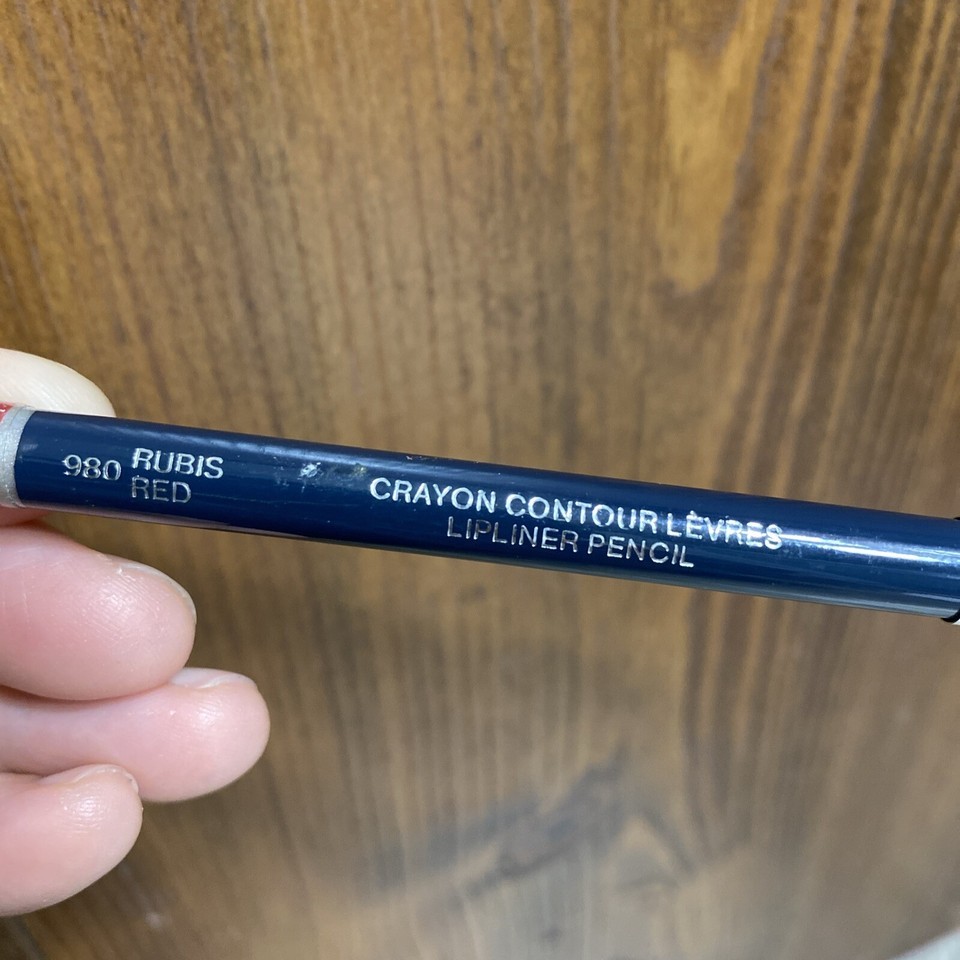 980 RUBIS
RED
CRAYON CONTOUR LÈVRES
LIPLINER PENCIL